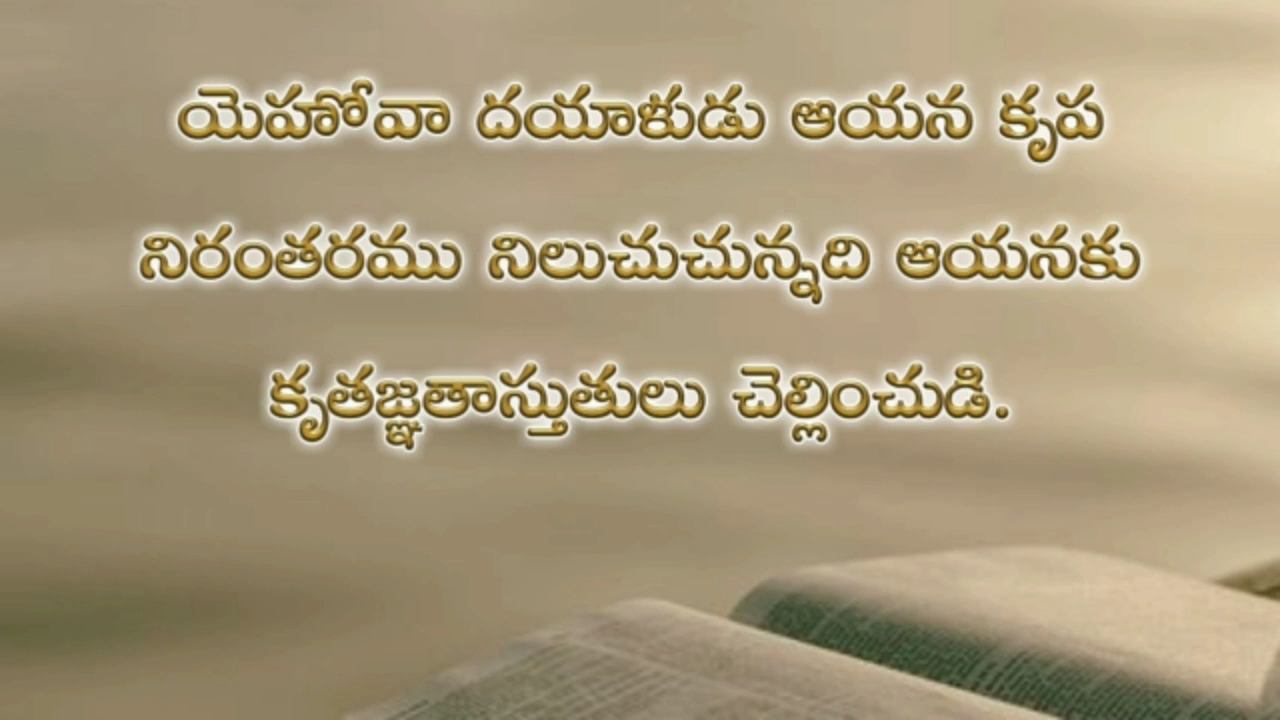 యెహోవా దయాళుడు ఆయన కృప
నిరంతరము నిలుచుచున్నది ఆయనకు
కృతజ్ఞతాస్తుతులు చెల్లించుడి.